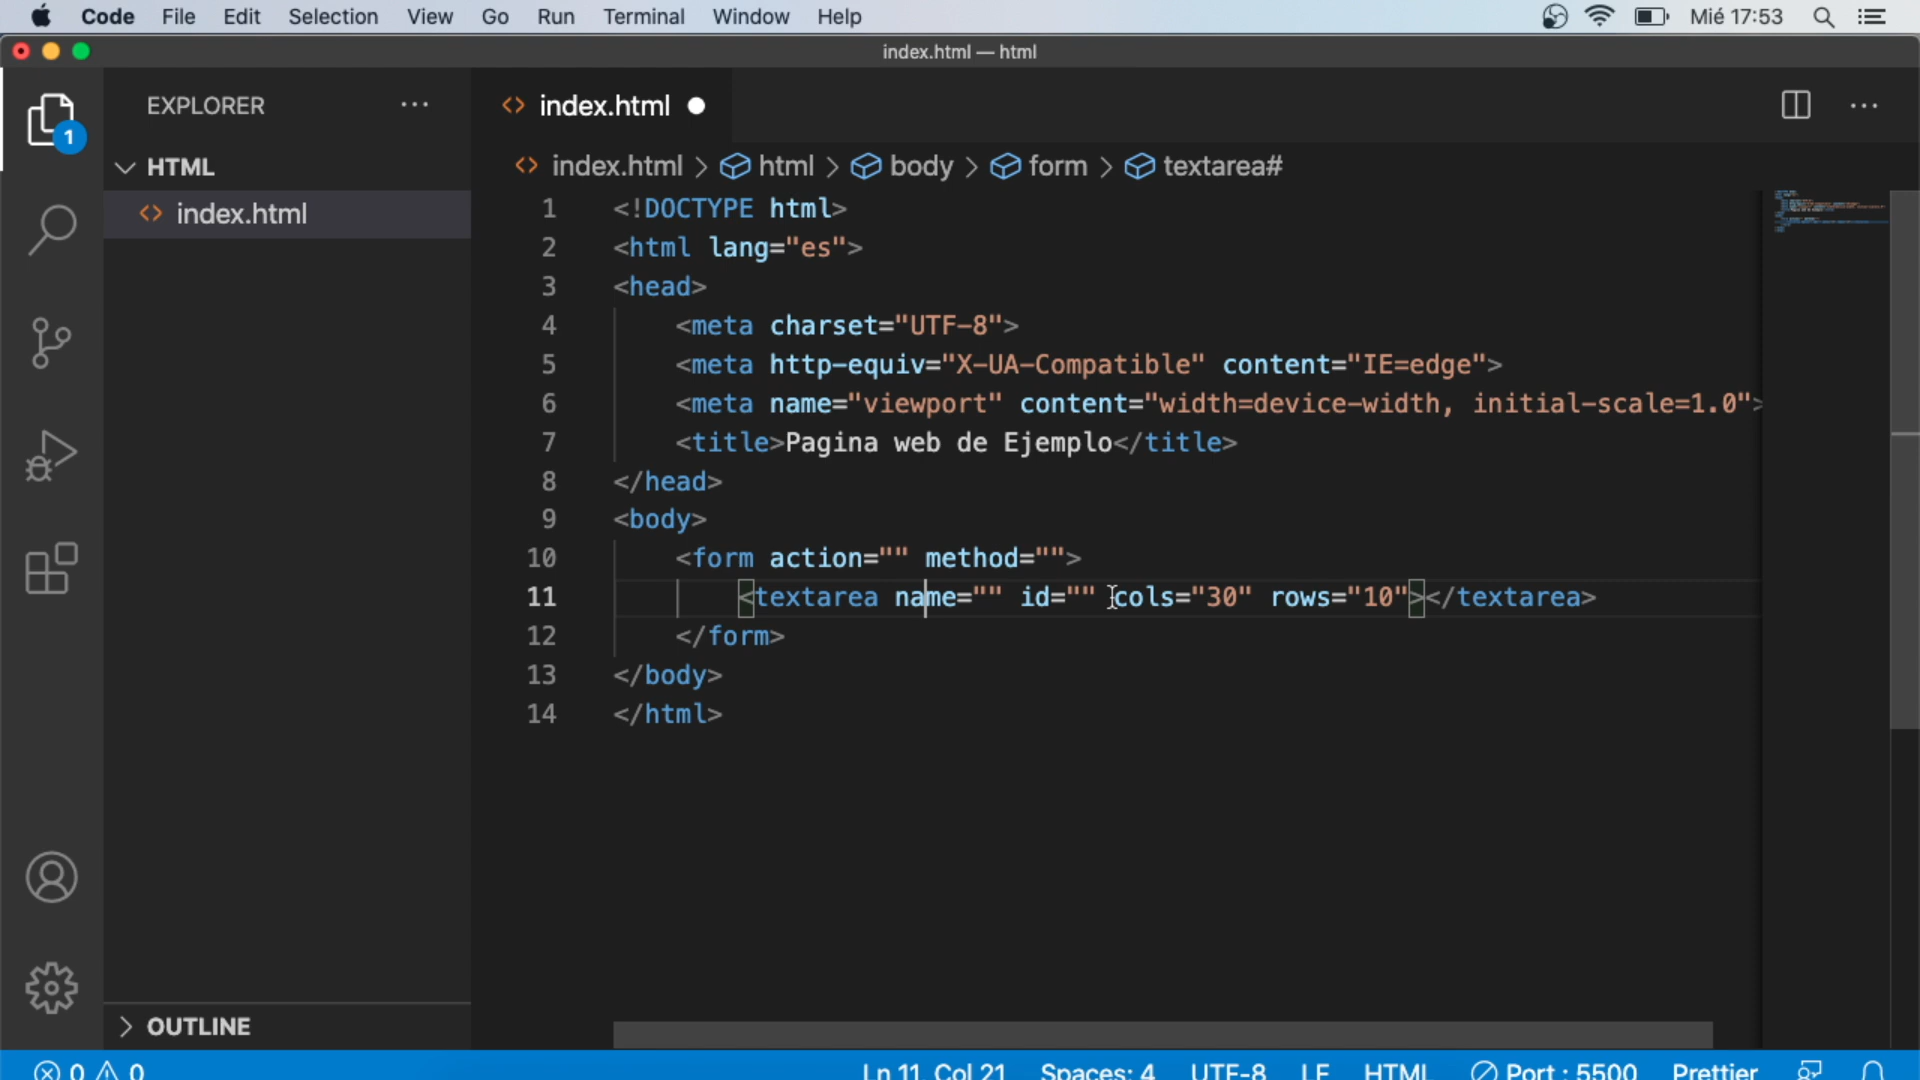 Code File Edit Selection View Go Run Terminal Window Help Mié 17:53
index.html — html
EXPLORER
1
HTML
index.html
OUTLINE
index.html
index.html > html > body > form > textarea#
1 <!DOCTYPE html>
2 <html lang="es">
3 <head>
4 <meta charset="UTF-8">
5 <meta http-equiv="X-UA-Compatible" content="IE=edge">
6 <meta name="viewport" content="width=device-width, initial-scale=1.0">
7 <title>Pagina web de Ejemplo</title>
8 </head>
9 <body>
10 <form action="" method="">
11 <textarea name="" id="" cols="30" rows="10"></textarea>
12 </form>
13 </body>
14 </html>
0 0 Ln 11, Col 21 Spaces: 4 UTF-8 LF HTML Port : 5500 Prettier